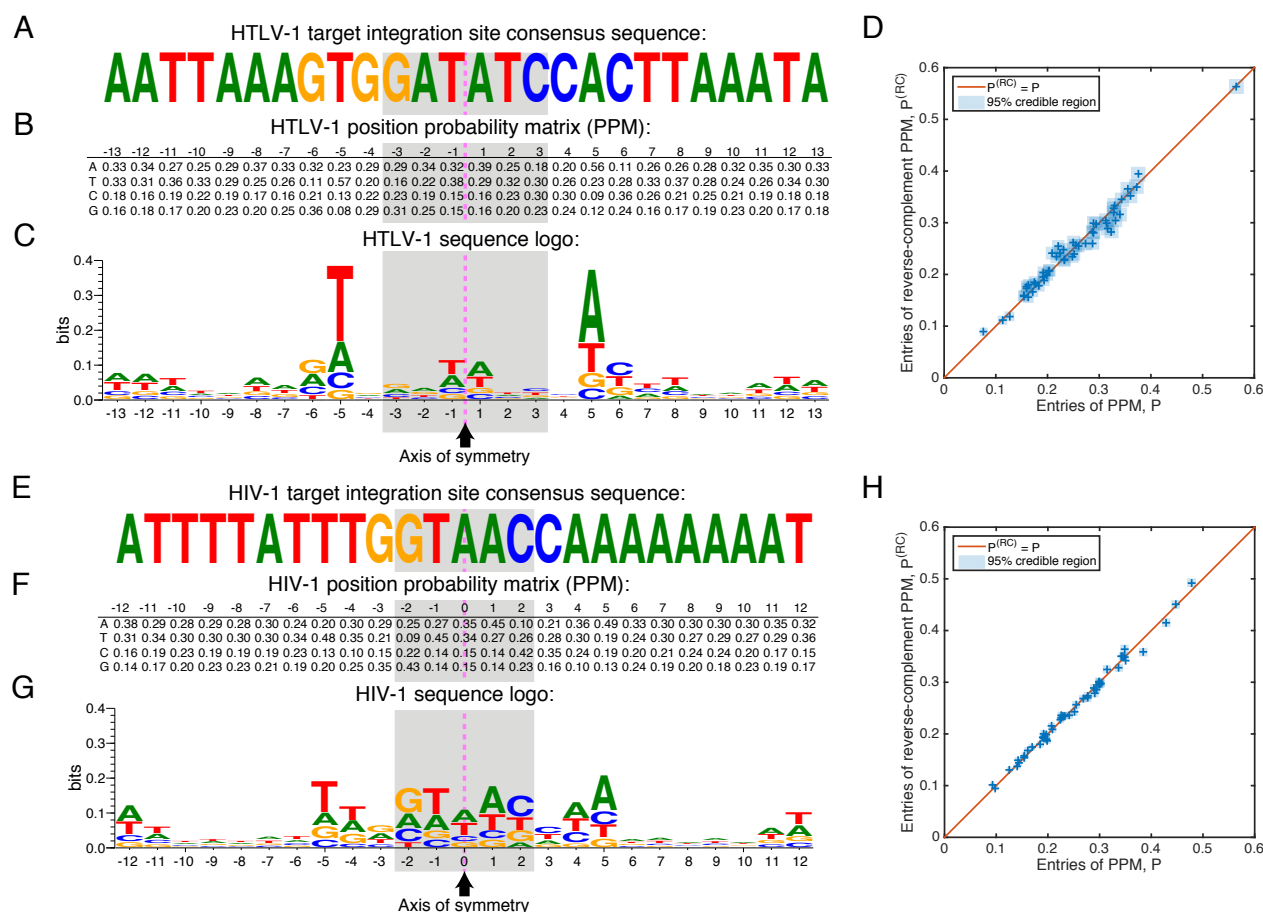 A
HTLV-1 target integration site consensus sequence:
AATTAAAGTGGATATCCACTTAAATA
B
HTLV-1 position probability matrix (PPM):
-13 -12 -11 -10 -9 -8 -7 -6 -5 -4 -3 -2 -1 1 2 3 4 5 6 7 8 9 10 11 12 13
A 0.33 0.34 0.27 0.25 0.29 0.37 0.33 0.32 0.23 0.29 0.29 0.34 0.32 0.39 0.25 0.18 0.20 0.56 0.11 0.26 0.26 0.28 0.32 0.35 0.30 0.33
T 0.33 0.31 0.36 0.33 0.29 0.25 0.26 0.11 0.57 0.20 0.16 0.22 0.38 0.29 0.32 0.30 0.26 0.23 0.28 0.33 0.37 0.28 0.24 0.26 0.34 0.30
C 0.18 0.16 0.19 0.22 0.19 0.17 0.16 0.21 0.13 0.22 0.23 0.19 0.15 0.16 0.23 0.30 0.30 0.09 0.36 0.26 0.21 0.25 0.21 0.19 0.18 0.18
G 0.16 0.18 0.17 0.20 0.23 0.20 0.25 0.36 0.08 0.29 0.31 0.25 0.15 0.16 0.20 0.23 0.24 0.12 0.24 0.16 0.17 0.19 0.23 0.20 0.17 0.18
C
HTLV-1 sequence logo:
0.4
0.3
0.2
0.1
0.0
bits
-13 -12 -11 -10 -9 -8 -7 -6 -5 -4 -3 -2 -1 1 2 3 4 5 6 7 8 9 10 11 12 13
Axis of symmetry
D
P(RC) = P
95% credible region
0.6
0.5
0.4
0.3
0.2
0.1
0
Entries of reverse-complement PPM, P(RC)
0 0.1 0.2 0.3 0.4 0.5 0.6
Entries of PPM, P
E
HIV-1 target integration site consensus sequence:
ATTTTATTTGGTAACCAAAAAAAAT
F
HIV-1 position probability matrix (PPM):
-12 -11 -10 -9 -8 -7 -6 -5 -4 -3 -2 -1 0 1 2 3 4 5 6 7 8 9 10 11 12
A 0.38 0.29 0.28 0.29 0.28 0.30 0.24 0.20 0.30 0.29 0.25 0.27 0.35 0.45 0.10 0.21 0.36 0.49 0.33 0.30 0.30 0.30 0.30 0.35 0.32
T 0.31 0.34 0.30 0.30 0.30 0.30 0.34 0.48 0.35 0.21 0.09 0.45 0.34 0.27 0.26 0.28 0.30 0.19 0.24 0.30 0.28 0.29 0.27 0.29 0.36
C 0.16 0.19 0.23 0.19 0.19 0.19 0.23 0.13 0.10 0.15 0.22 0.14 0.15 0.14 0.42 0.35 0.24 0.19 0.20 0.21 0.19 0.24 0.20 0.17 0.15
G 0.14 0.17 0.20 0.23 0.23 0.21 0.19 0.20 0.25 0.35 0.43 0.14 0.15 0.14 0.23 0.16 0.10 0.13 0.24 0.19 0.20 0.18 0.23 0.19 0.17
G
HIV-1 sequence logo:
0.4
0.3
0.2
0.1
0.0
bits
-12 -11 -10 -9 -8 -7 -6 -5 -4 -3 -2 -1 0 1 2 3 4 5 6 7 8 9 10 11 12
Axis of symmetry
H
P(RC) = P
95% credible region
0.6
0.5
0.4
0.3
0.2
0.1
0
Entries of reverse-complement PPM, P(RC)
0 0.1 0.2 0.3 0.4 0.5 0.6
Entries of PPM, P